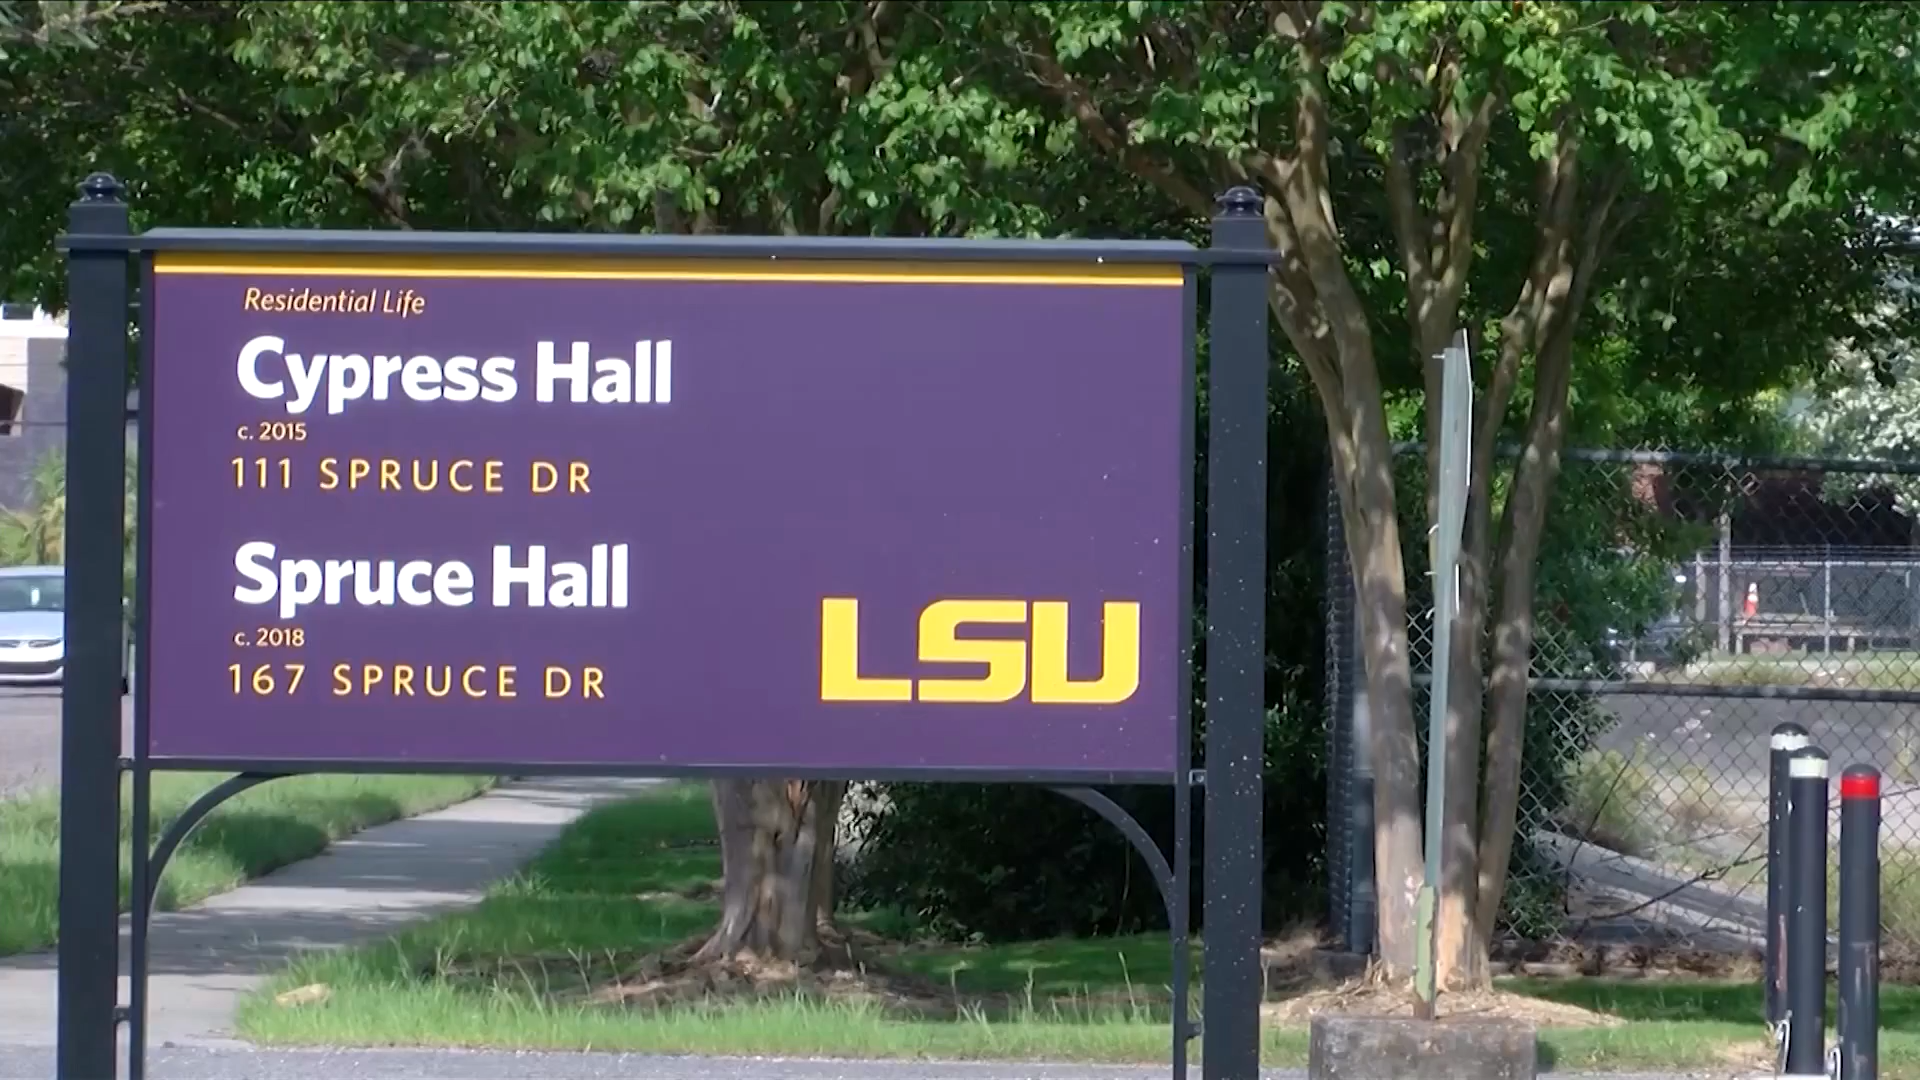 Residential Life
Cypress Hall
c. 2015
111 SPRUCE DR
Spruce Hall
c. 2018
167 SPRUCE DR
LSU